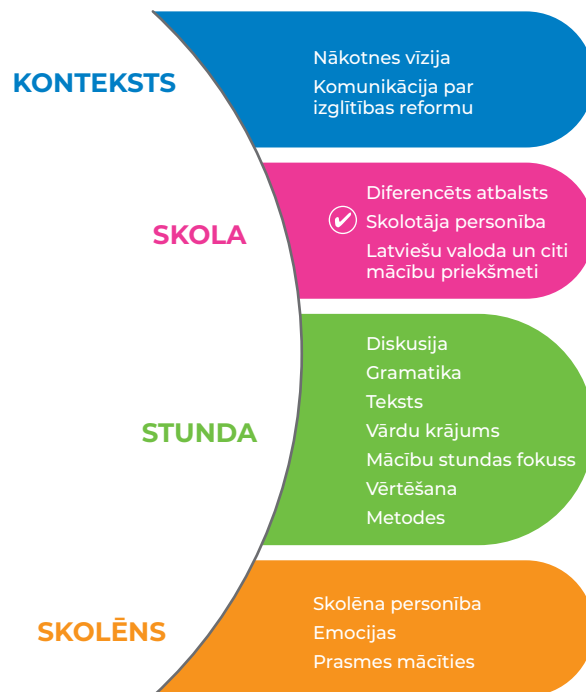 KONTEKSTS
Nākotnes vīzija
Komunikācija par
izglītības reformu
SKOLA
Diferencēts atbalsts
Skolotāja personība
Latviešu valoda un citi
mācību priekšmeti
STUNDA
Diskusija
Gramatika
Teksts
Vārdu krājums
Mācību stundas fokuss
Vērtēšana
Metodes
SKOLĒNS
Skolēna personība
Emocijas
Prasmes mācīties